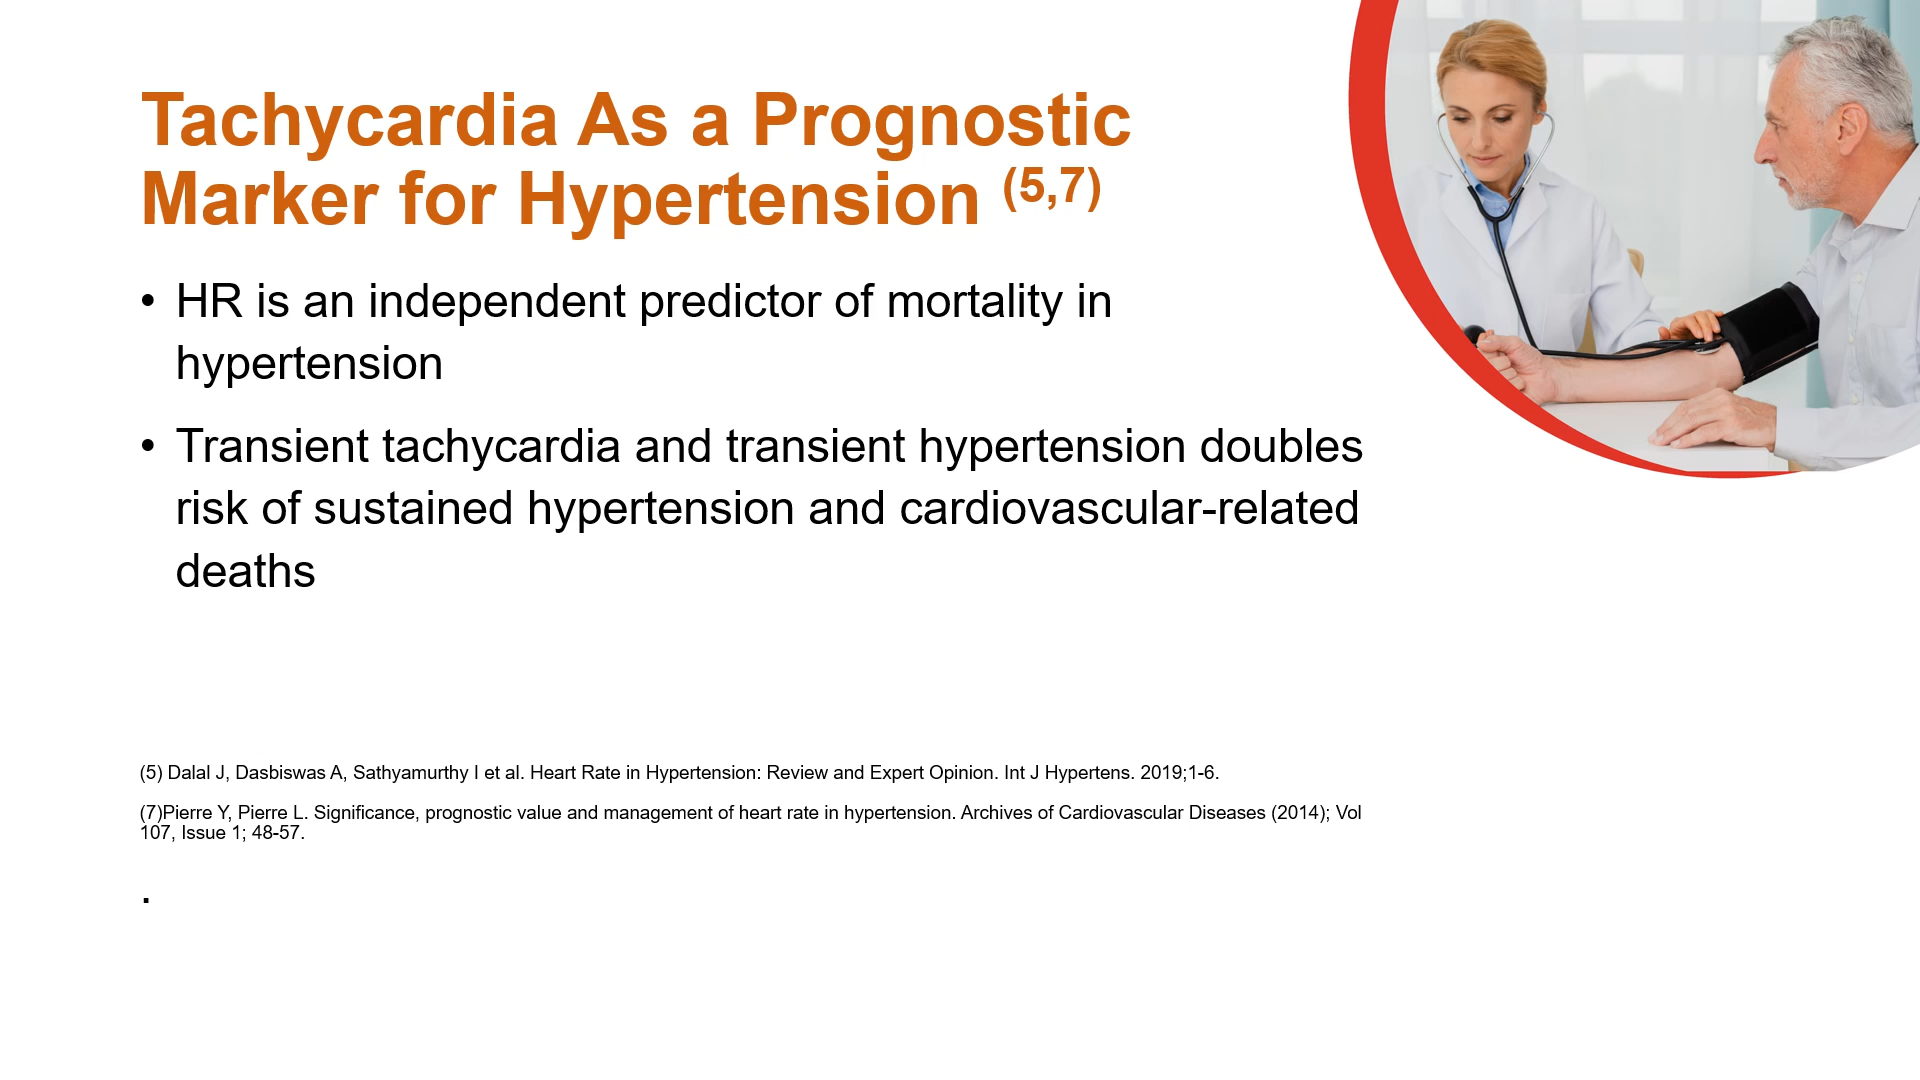 Tachycardia As a Prognostic
Marker for Hypertension (5,7)
• HR is an independent predictor of mortality in
hypertension
• Transient tachycardia and transient hypertension doubles
risk of sustained hypertension and cardiovascular-related
deaths
(5) Dalal J, Dasbiswas A, Sathyamurthy I et al. Heart Rate in Hypertension: Review and Expert Opinion. Int J Hypertens. 2019;1-6.
(7)Pierre Y, Pierre L. Significance, prognostic value and management of heart rate in hypertension. Archives of Cardiovascular Diseases (2014); Vol
107, Issue 1; 48-57.
.